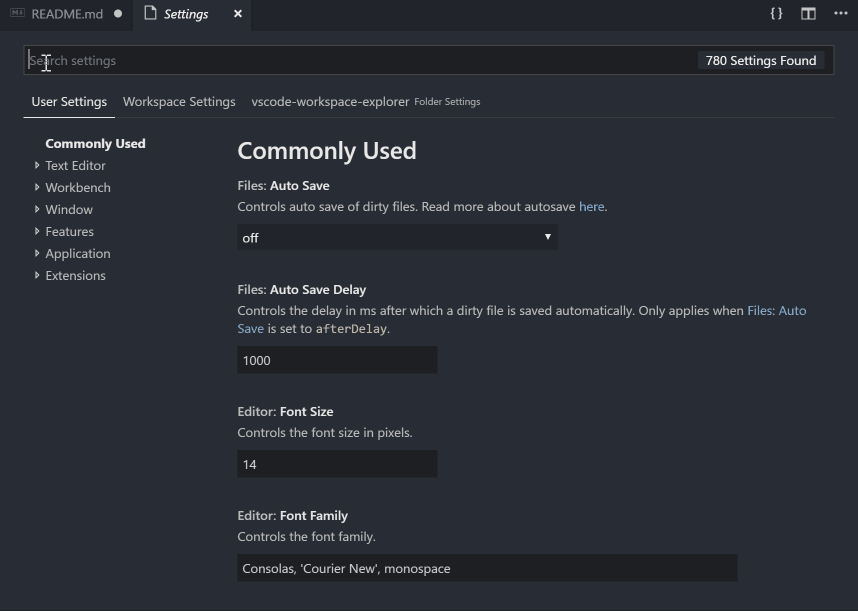 README.md
Settings
Search settings
780 Settings Found
User Settings
Workspace Settings
vscode-workspace-explorer Folder Settings
Commonly Used
Text Editor
Workbench
Window
Features
Application
Extensions
Commonly Used
Files: Auto Save
Controls auto save of dirty files. Read more about autosave here.
off
Files: Auto Save Delay
Controls the delay in ms after which a dirty file is saved automatically. Only applies when Files: Auto
Save is set to afterDelay.
1000
Editor: Font Size
Controls the font size in pixels.
14
Editor: Font Family
Controls the font family.
Consolas, 'Courier New', monospace